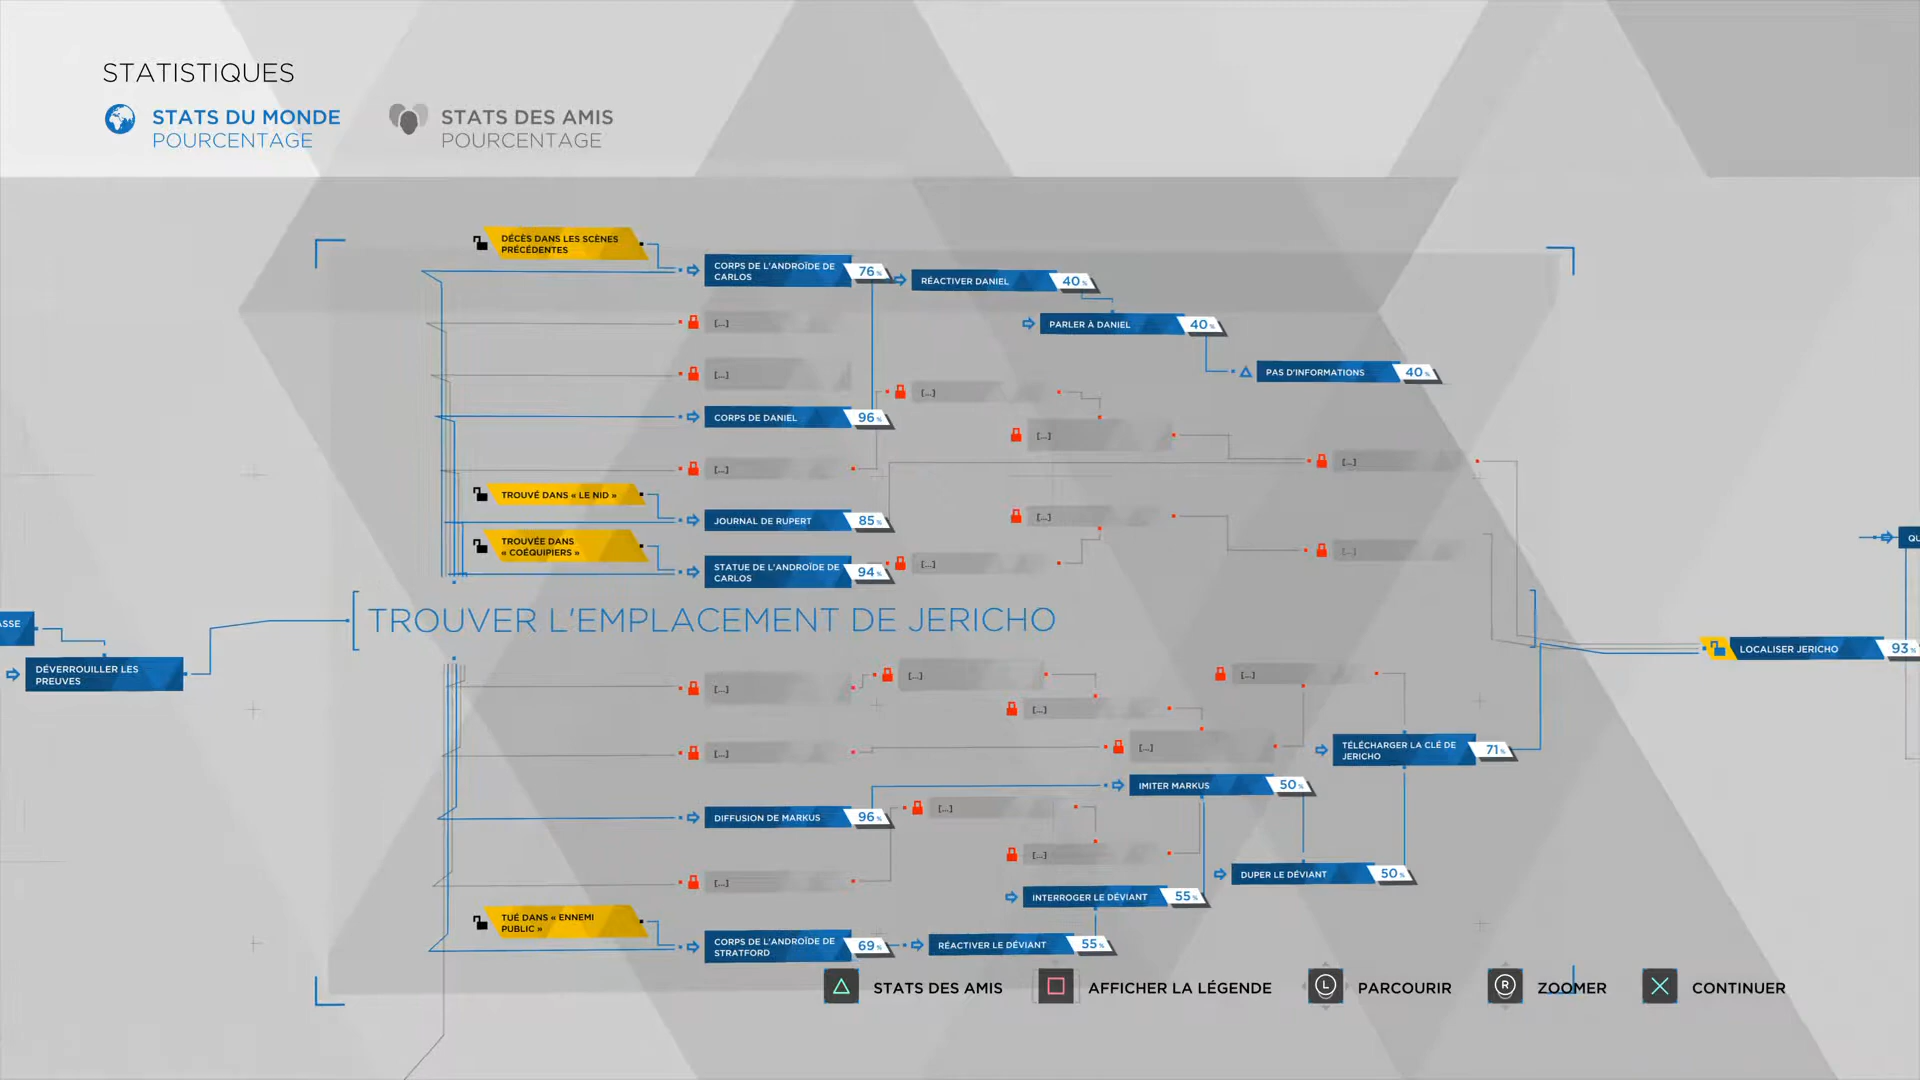 STATISTIQUES
STATS DU MONDE
POURCENTAGE
STATS DES AMIS
POURCENTAGE
DÉCÈS DANS LES SCÈNES
PRÉCÉDENTES
CORPS DE L'ANDROÏDE DE
CARLOS
76 %
RÉACTIVER DANIEL
40 %
[...]
PARLER À DANIEL
40 %
[...]
PAS D'INFORMATIONS
40 %
[...]
CORPS DE DANIEL
96 %
[...]
[...]
[...]
TROUVÉ DANS « LE NID »
JOURNAL DE RUPERT
85 %
[...]
TROUVÉE DANS
« COÉQUIPIERS »
[...]
STATUE DE L'ANDROÏDE DE
CARLOS
94 %
[...]
QU
ASSE
TROUVER L'EMPLACEMENT DE JERICHO
DÉVERROUILLER LES
PREUVES
LOCALISER JERICHO
93 %
[...]
[...]
[...]
[...]
[...]
[...]
TÉLÉCHARGER LA CLÉ DE
JERICHO
71 %
IMITER MARKUS
50 %
DIFFUSION DE MARKUS
96 %
[...]
[...]
[...]
DUPER LE DÉVIANT
50 %
INTERROGER LE DÉVIANT
55 %
TUÉ DANS « ENNEMI
PUBLIC »
CORPS DE L'ANDROÏDE DE
STRATFORD
69 %
RÉACTIVER LE DÉVIANT
55 %
STATS DES AMIS
AFFICHER LA LÉGENDE
L
PARCOURIR
R
ZOOMER
CONTINUER